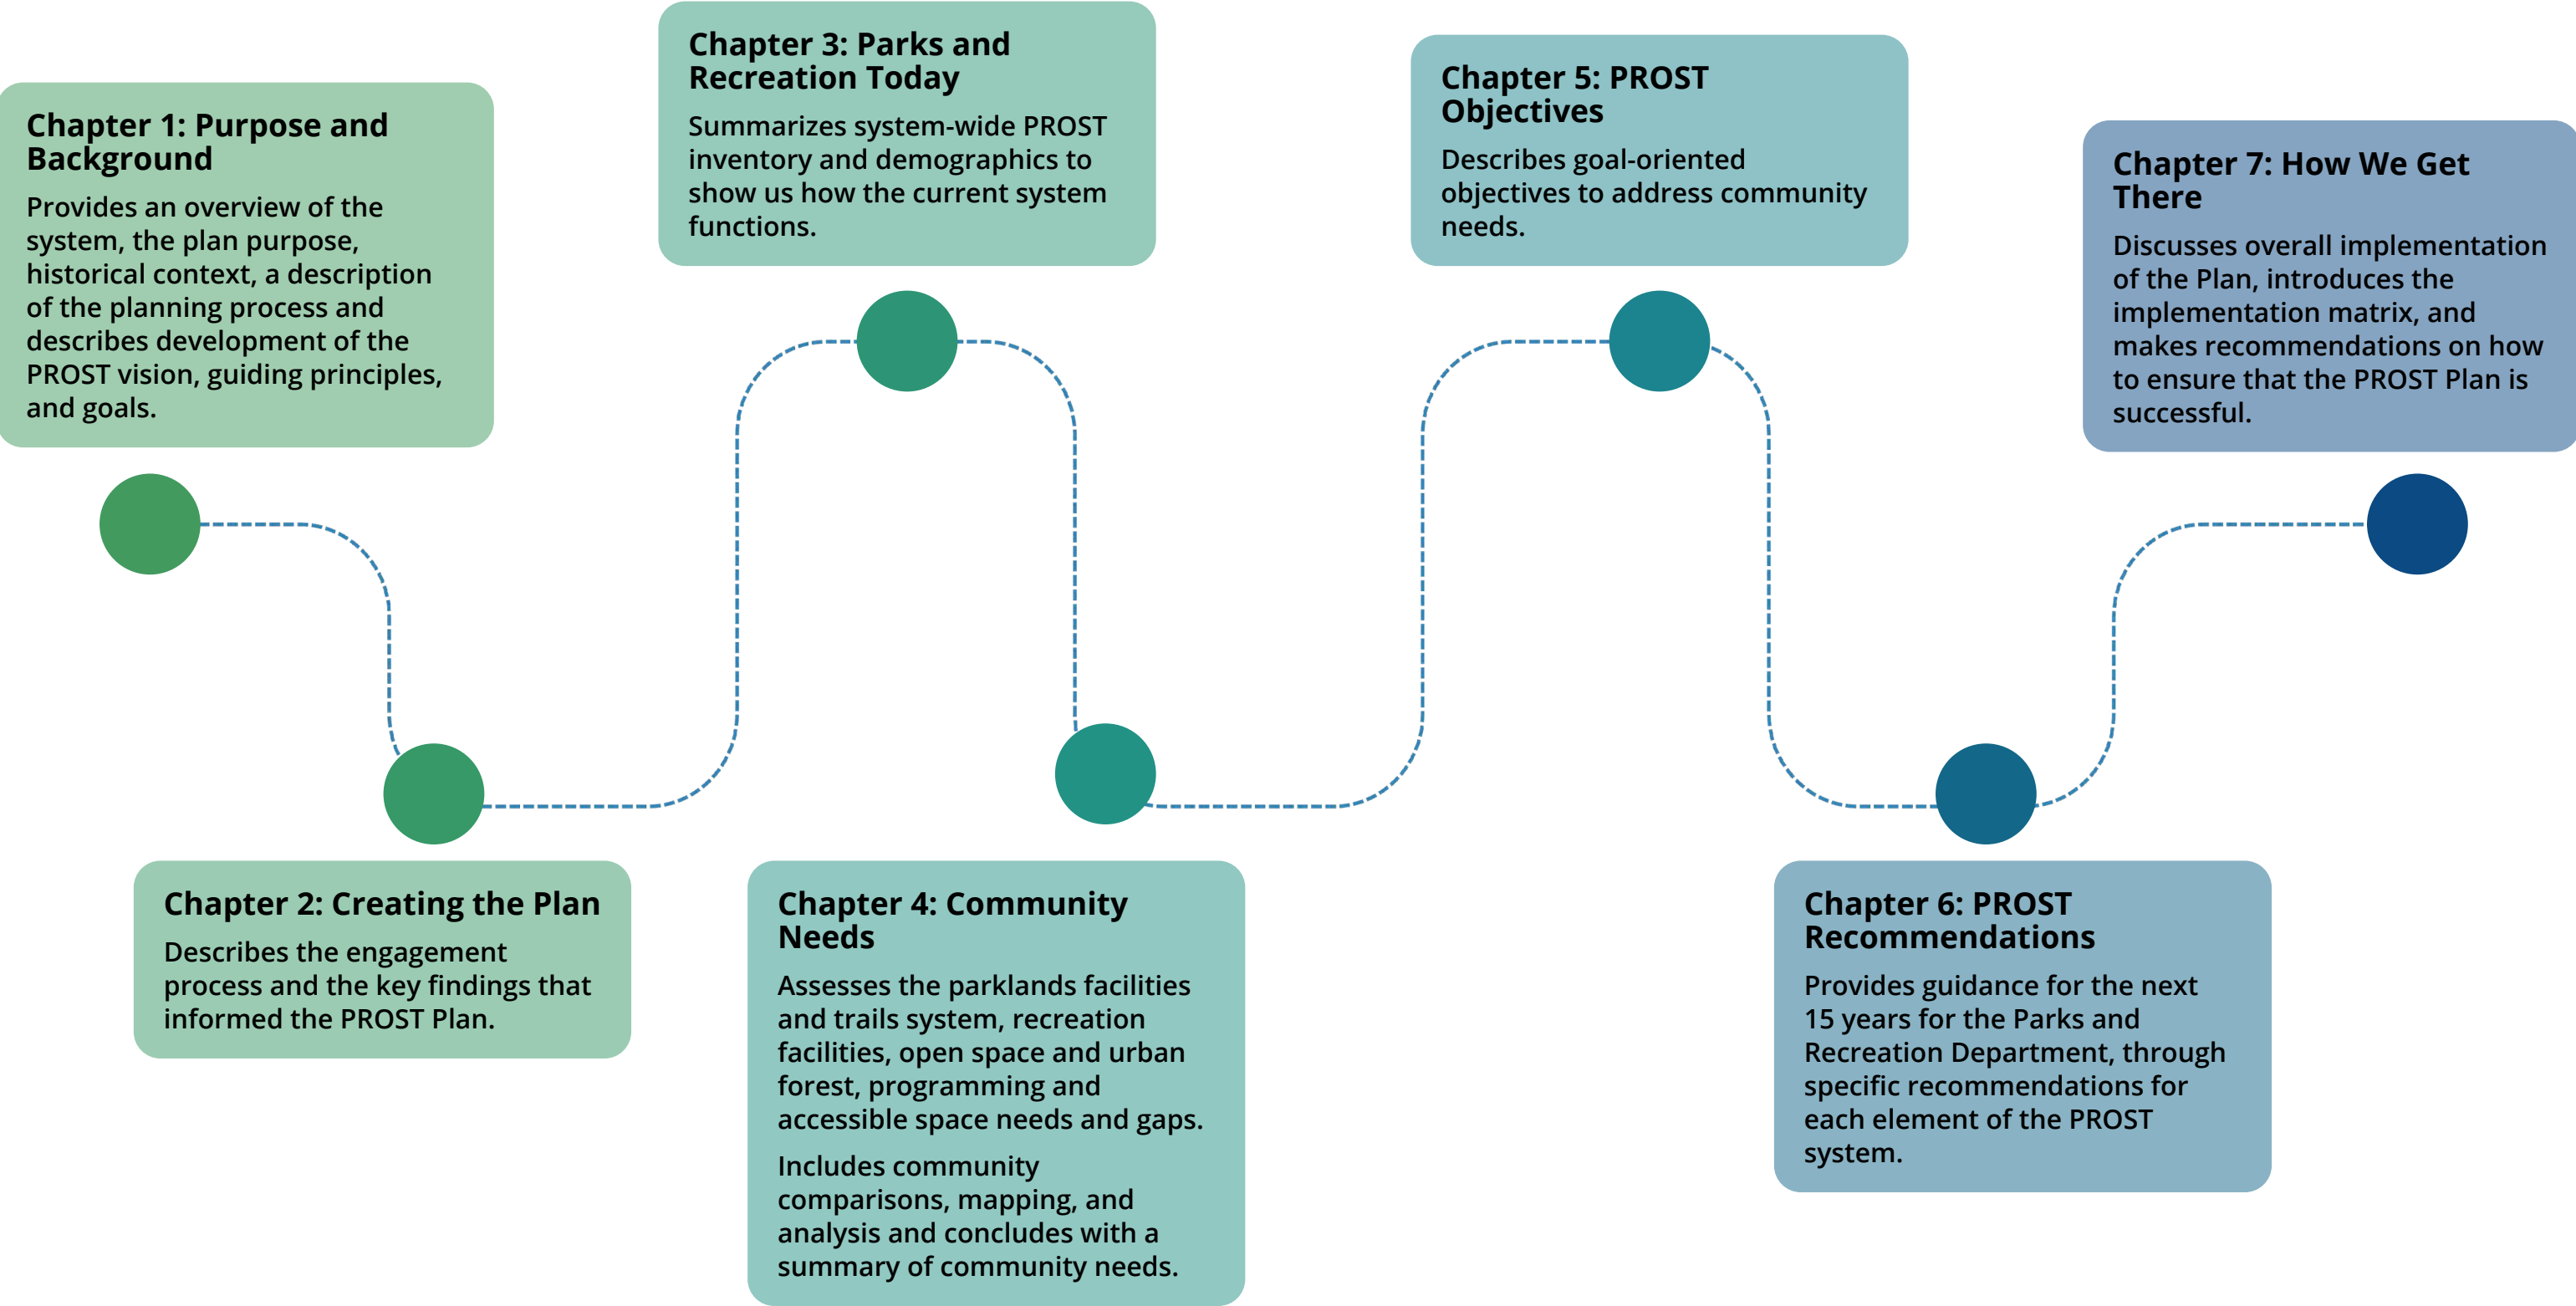 Chapter 1: Purpose and
Background
Provides an overview of the
system, the plan purpose,
historical context, a description
of the planning process and
describes development of the
PROST vision, guiding principles,
and goals.
Chapter 2: Creating the Plan
Describes the engagement
process and the key findings that
informed the PROST Plan.
Chapter 3: Parks and
Recreation Today
Summarizes system-wide PROST
inventory and demographics to
show us how the current system
functions.
Chapter 4: Community
Needs
Assesses the parklands facilities
and trails system, recreation
facilities, open space and urban
forest, programming and
accessible space needs and gaps.
Includes community
comparisons, mapping, and
analysis and concludes with a
summary of community needs.
Chapter 5: PROST
Objectives
Describes goal-oriented
objectives to address community
needs.
Chapter 6: PROST
Recommendations
Provides guidance for the next
15 years for the Parks and
Recreation Department, through
specific recommendations for
each element of the PROST
system.
Chapter 7: How We Get
There
Discusses overall implementation
of the Plan, introduces the
implementation matrix, and
makes recommendations on how
to ensure that the PROST Plan is
successful.